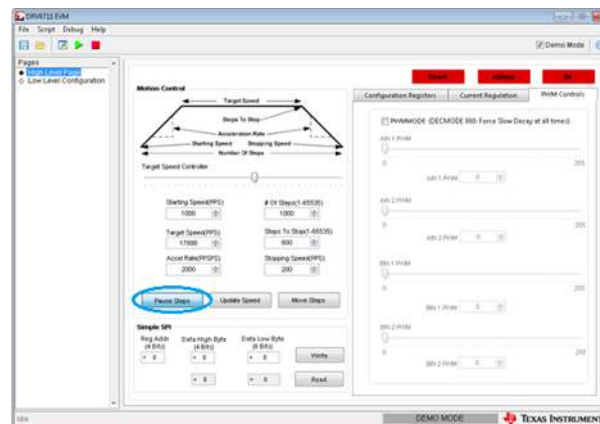 DRV8711 EVM
File Script Debug Help
Demo Mode
Pages
High Level Page
Low Level Configuration
Motion Control
Target Speed
Steps To Stop
Acceleration Rate
Starting Speed Stopping Speed
Number Of Steps
Target Speed Controller
Starting Speed(PPS)
# Of Steps(1-65535)
1000
1000
Target Speed(PPS)
Steps To Stop(1-65535)
17000
800
Accel Rate(PPSPS)
Stopping Speed(PPS)
2000
200
Pause Steps
Update Speed
Move Steps
Simple SPI
Reg Addr (4 Bits)
Data High Byte (4 Bits)
Data Low Byte (8 Bits)
Write
Read
Configuration Registers
Current Regulation
PWM Controls
PWMMODE (DECMODE 000: Force Slow Decay at all times)
AIN 1 PWM
0
255
AIN 1 PWM
0
AIN 2 PWM
0
255
AIN 2 PWM
0
BIN 1 PWM
0
255
BIN 1 PWM
0
BIN 2 PWM
0
255
BIN 2 PWM
0
Idle
DEMO MODE
TEXAS INSTRUMENT